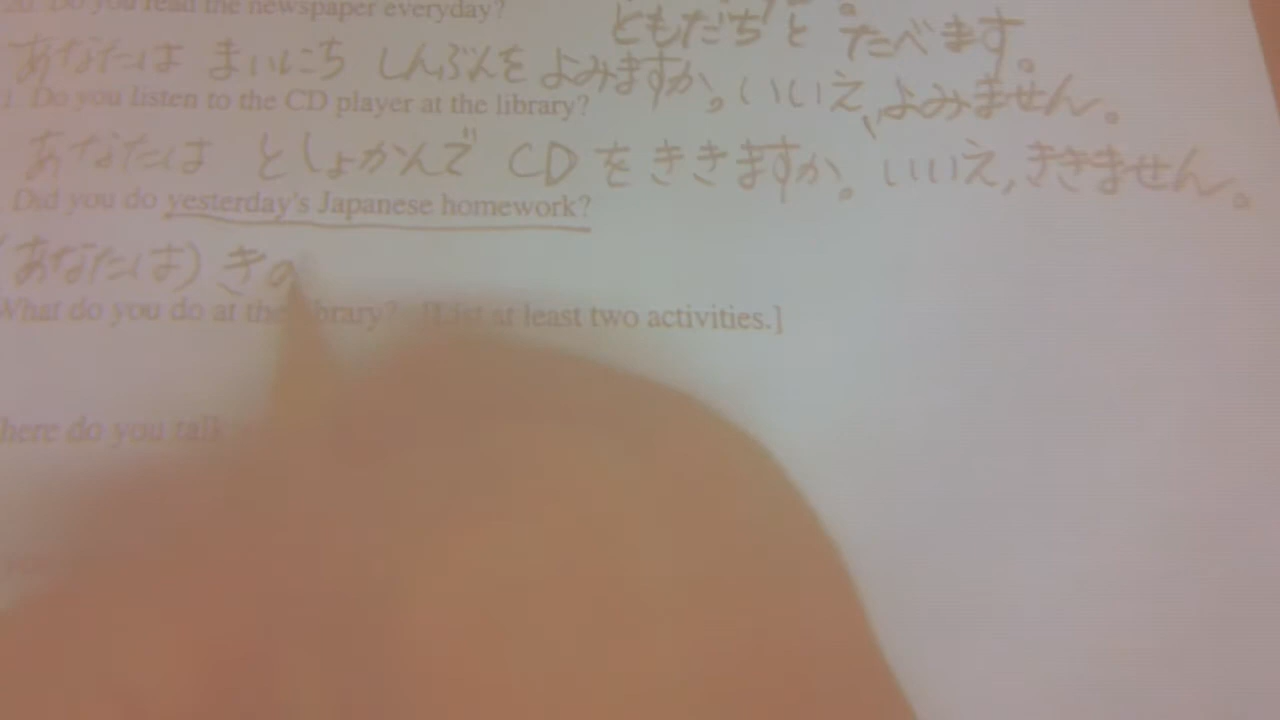 Do you read the newspaper everyday?
ともだちと たべます。
あなたは まいにち しんぶんを よみますか。いいえ、よみません。
Do you listen to the CD player at the library?
あなたは としょかんで CDをききますか。いいえ,ききません。
Did you do yesterday's Japanese homework?
(あなたは) きの
What do you do at the library? [List at least two activities.]
do you talk